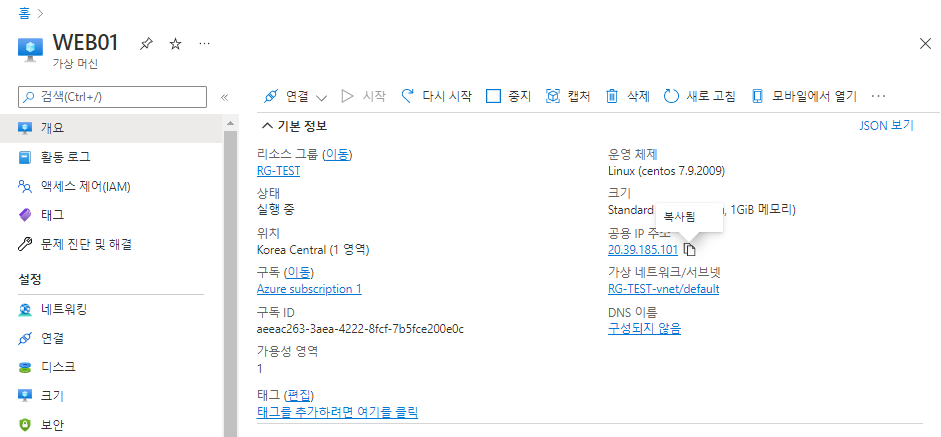 홈
WEB01
가상 머신
검색(Ctrl+/)
개요
활동 로그
액세스 제어(IAM)
태그
문제 진단 및 해결
설정
네트워킹
연결
디스크
크기
보안
연결 시작 다시 시작 중지 캡처 삭제 새로 고침 모바일에서 열기
기본 정보 JSON 보기
리소스 그룹 (이동)
RG-TEST
상태
실행 중
위치
Korea Central (1 영역)
구독 (이동)
Azure subscription 1
구독 ID
aeeac263-3aea-4222-8fcf-7b5fce200e0c
가용성 영역
1
태그 (편집)
태그를 추가하려면 여기를 클릭
운영 체제
Linux (centos 7.9.2009)
크기
Standard , 1GiB 메모리)
복사됨
공용 IP 주소
20.39.185.101
가상 네트워크/서브넷
RG-TEST-vnet/default
DNS 이름
구성되지 않음